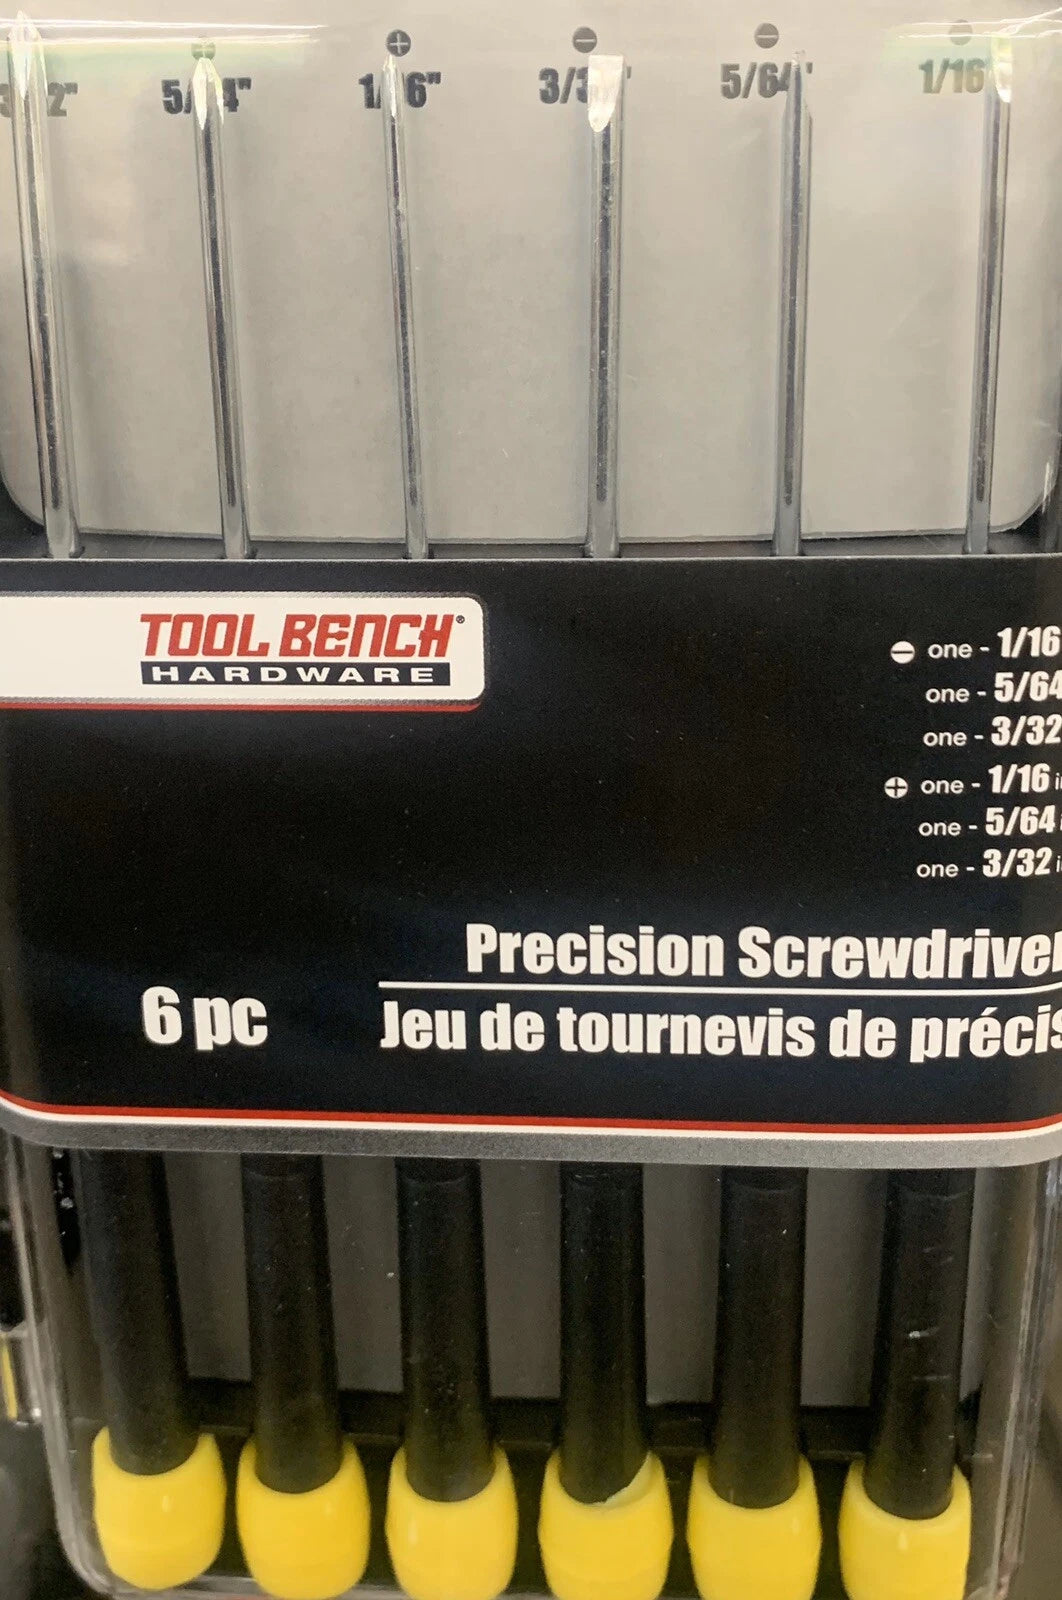 5/64" 1/16" 3/32" 5/64" 1/16"
TOOL BENCH®
HARDWARE
⊖ one - 1/16
one - 5/64
one - 3/32
⊕ one - 1/16 i
one - 5/64
one - 3/32 i
Precision Screwdriver
6 pc
Jeu de tournevis de précis